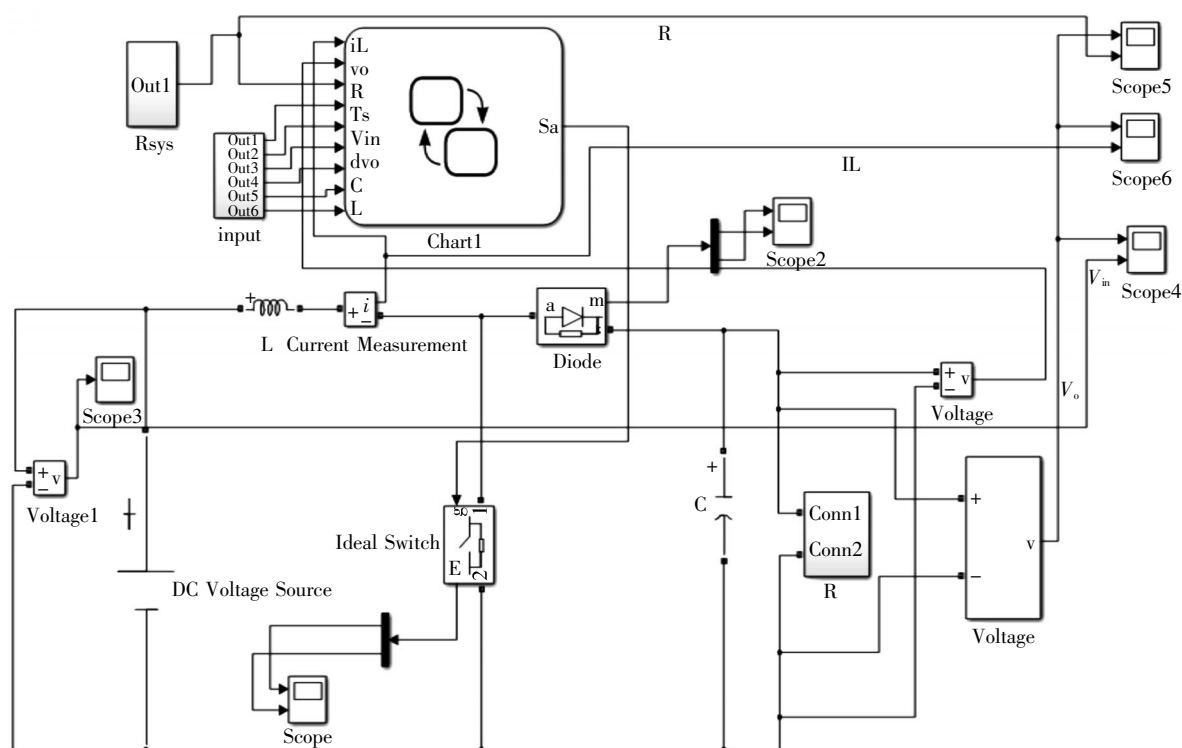 R
Out1
Rsys
iL
vo
R
Ts
Vin
dvo
C
L
Sa
Chart1
Out1
Out2
Out3
Out4
Out5
Out6
input
IL
Scope5
Scope6
Scope2
Vin
Scope4
+
L
+ i
−
Current Measurement
a
m
Diode
Scope3
+
−
v
Voltage
Vo
+
−
v
Voltage1
DC Voltage Source
Ideal Switch
g
1
E
2
+
C
Conn1
Conn2
R
+
−
v
Voltage
Scope